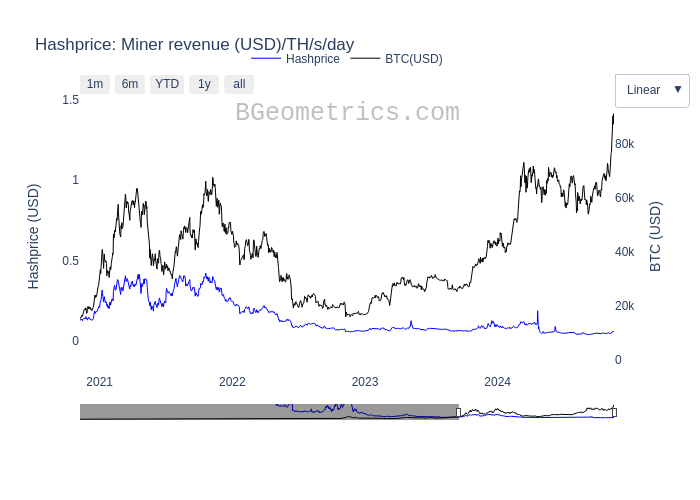 Hashprice: Miner revenue (USD)/TH/s/day
Hashprice BTC(USD)
1m 6m YTD 1y all
Linear ▼
BGeometrics.com
1.5
1
0.5
0
Hashprice (USD)
80k
60k
40k
20k
0
BTC (USD)
2021 2022 2023 2024